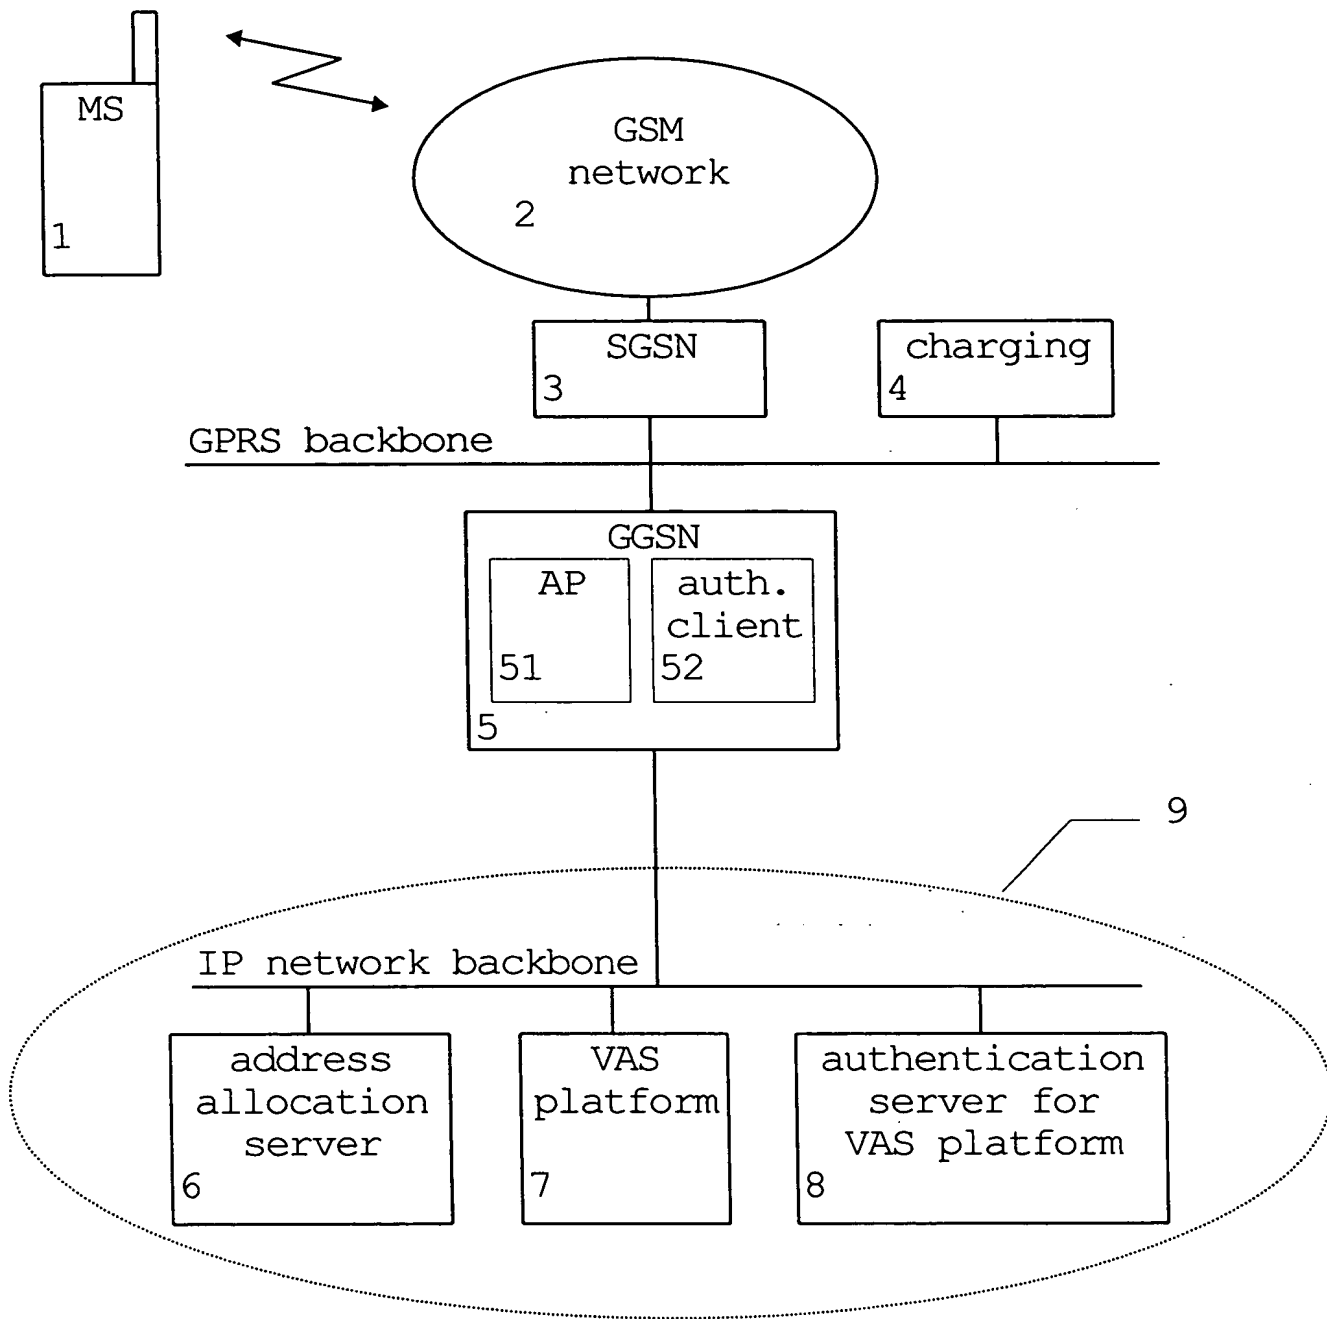 MS
1
GSM
network
2
SGSN
3
charging
4
GPRS backbone
GGSN
AP
51
auth.
client
52
5
9
IP network backbone
address
allocation
server
6
VAS
platform
7
authentication
server for
VAS platform
8